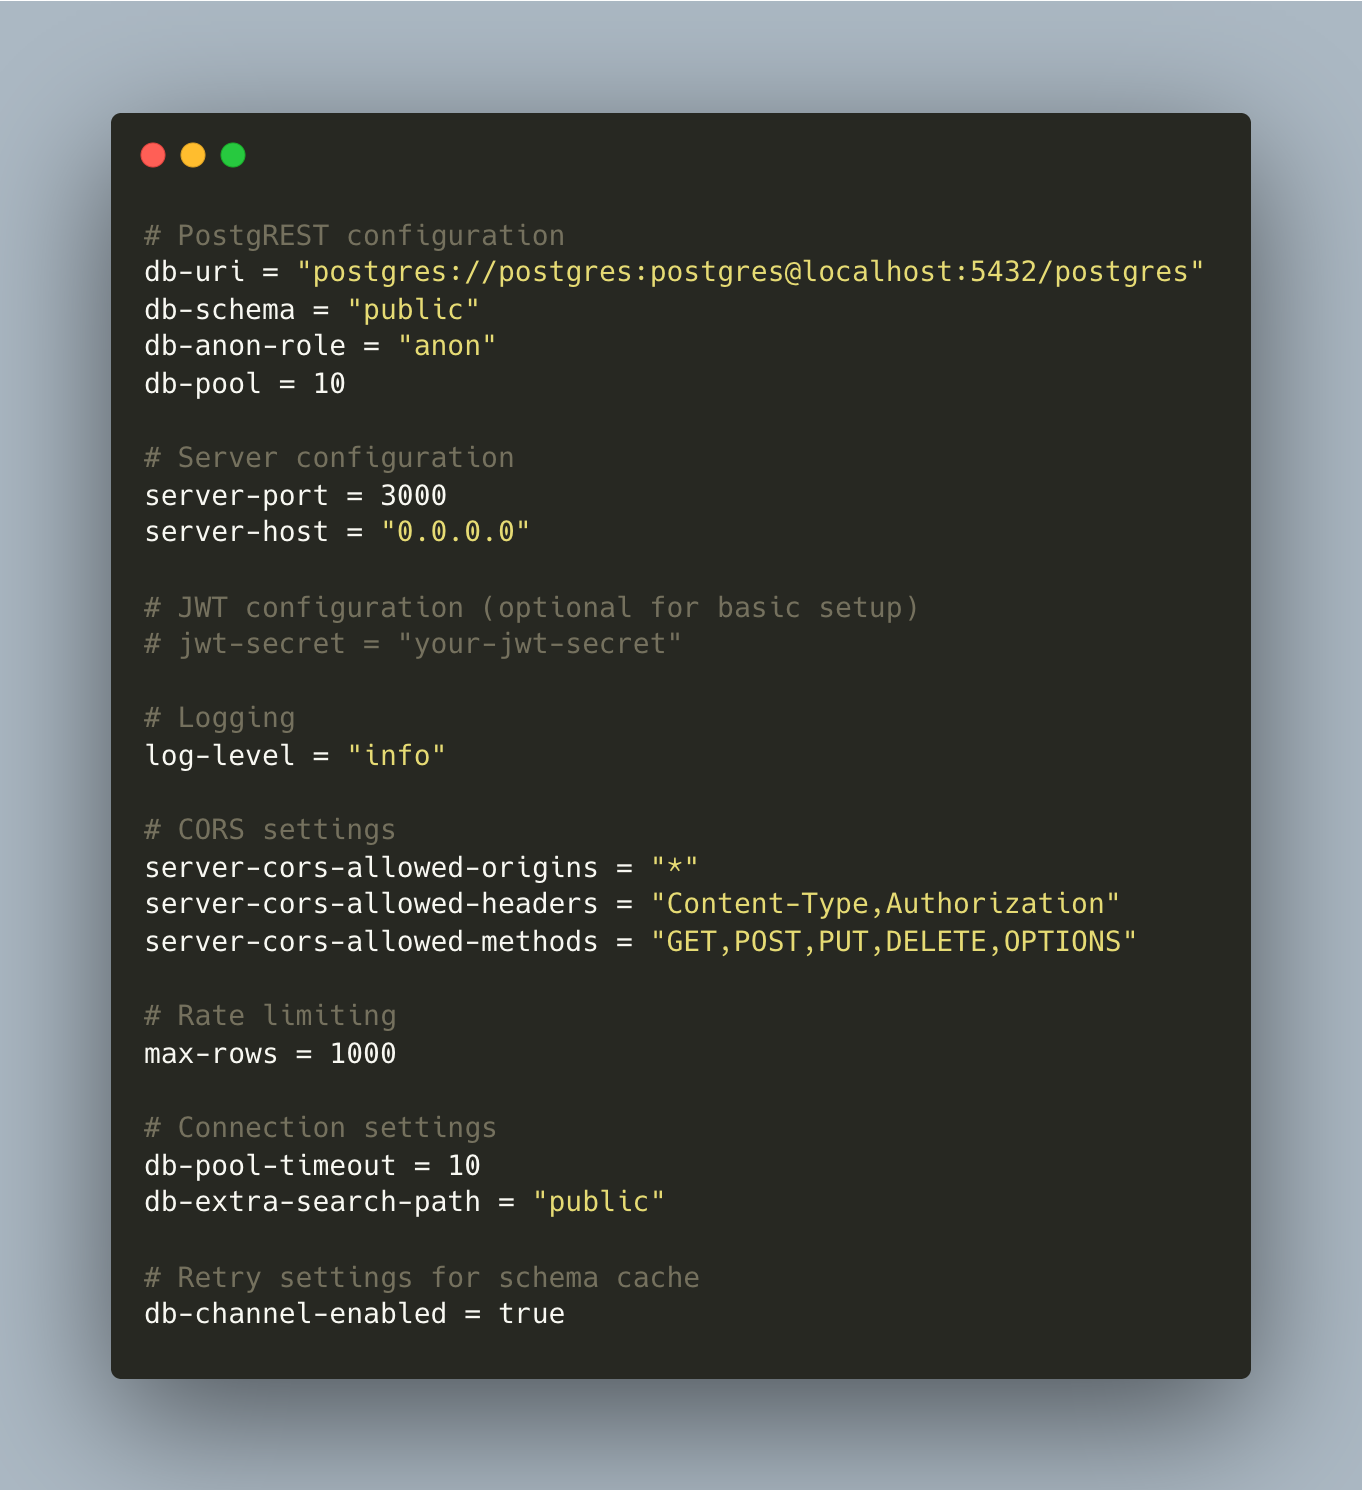 # PostgREST configuration
db-uri = "postgres://postgres:postgres@localhost:5432/postgres"
db-schema = "public"
db-anon-role = "anon"
db-pool = 10

# Server configuration
server-port = 3000
server-host = "0.0.0.0"

# JWT configuration (optional for basic setup)
# jwt-secret = "your-jwt-secret"

# Logging
log-level = "info"

# CORS settings
server-cors-allowed-origins = "*"
server-cors-allowed-headers = "Content-Type,Authorization"
server-cors-allowed-methods = "GET,POST,PUT,DELETE,OPTIONS"

# Rate limiting
max-rows = 1000

# Connection settings
db-pool-timeout = 10
db-extra-search-path = "public"

# Retry settings for schema cache
db-channel-enabled = true